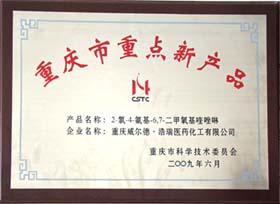 重庆市重点新产品
CSTC
产品名称：2-氯-4-氨基-6,7-二甲氧基喹唑啉
企业名称：重庆威尔德·浩瑞医药化工有限公司
重庆市科学技术委员会
二〇〇九年六月